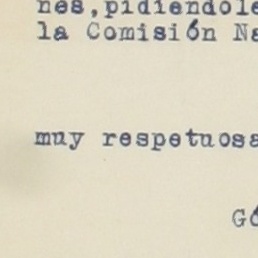 nes,pidiendole
la Comisión Na
muy respetuosa
Gó